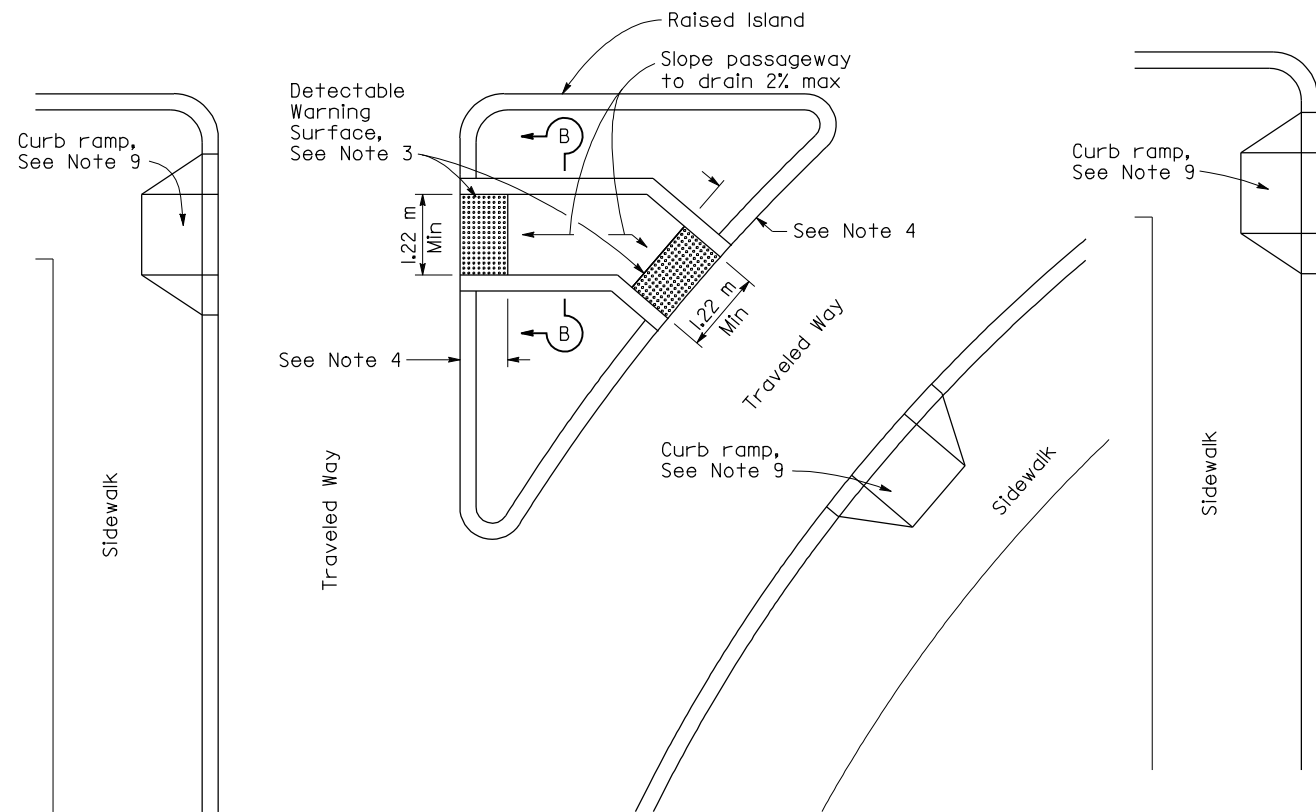 Raised Island
Slope passageway
to drain 2% max
Detectable
Warning
Surface,
See Note 3
B
Curb ramp,
See Note 9
Curb ramp,
See Note 9
1.22 m
Min
See Note 4
1.22 m
Min
B
See Note 4
Traveled Way
Curb ramp,
See Note 9
Sidewalk
Traveled Way
Sidewalk
Sidewalk